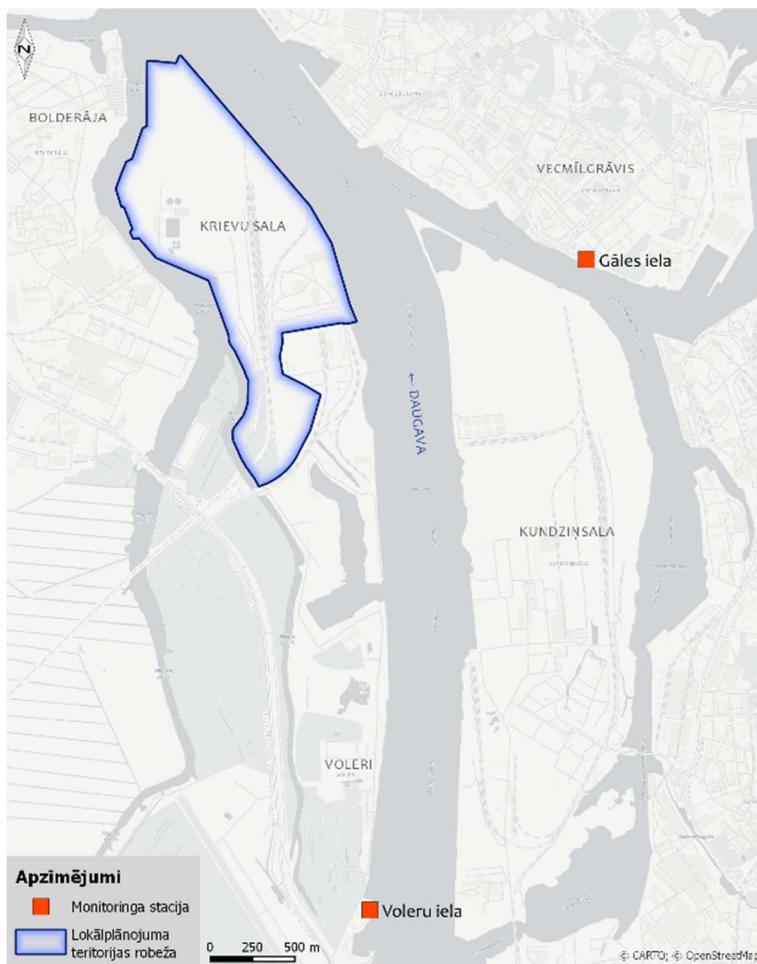 N
BOLDERĀJA
VECMĪLGRĀVIS
KRIEVU SALA
Gāles iela
← DAUGAVA
KUNDZIŅSALA
VOLERI
Apzīmējumi
Monitoringa stacija
Voleru iela
Lokālplānojuma
teritorijas robeža
0 250 500 m
© CARTO; © OpenStreetMap